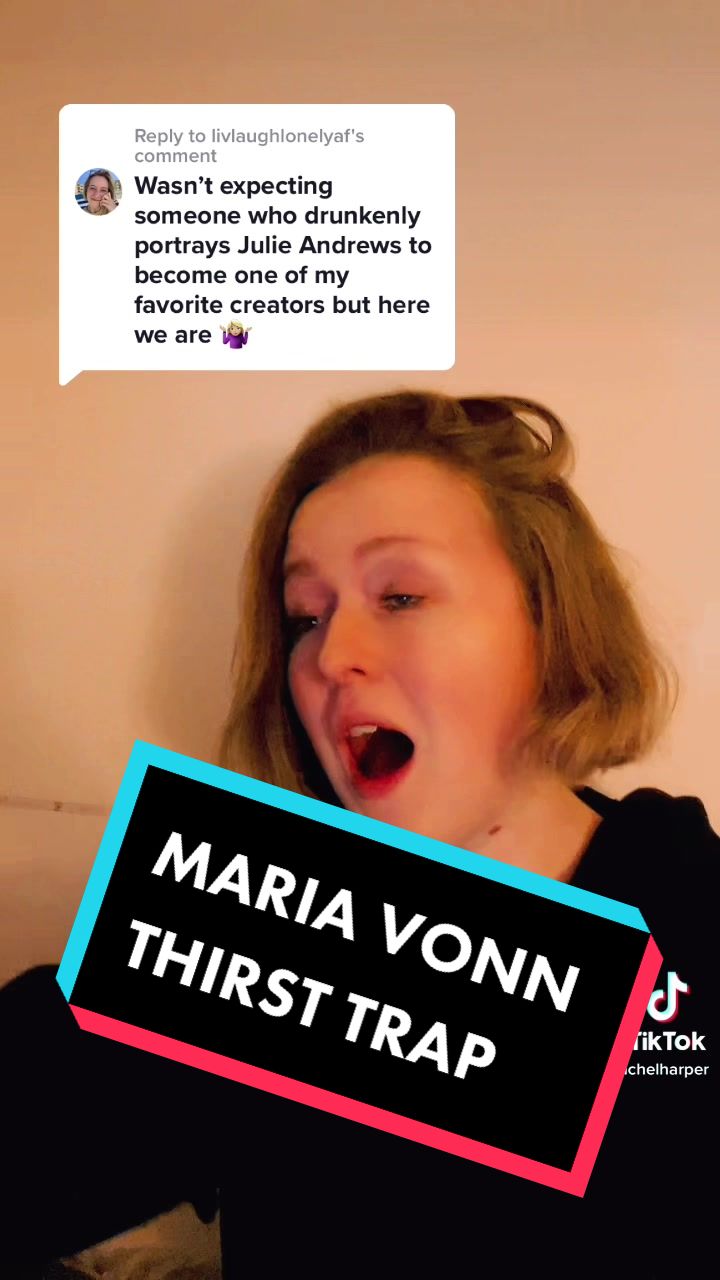 Reply to livlaughlonelyaf's
comment
Wasn’t expecting
someone who drunkenly
portrays Julie Andrews to
become one of my
favorite creators but here
we are 🤷🏼‍♀️
MARIA VONN
THIRST TRAP
TikTok